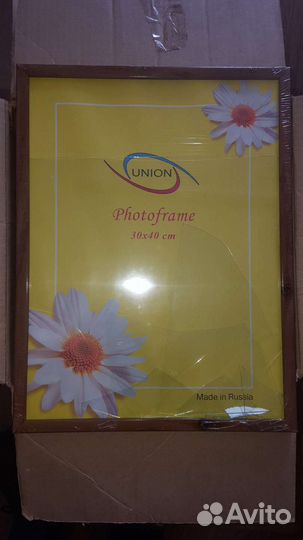 UNION
Photoframe
30x40 cm
Made in Russia
Avito